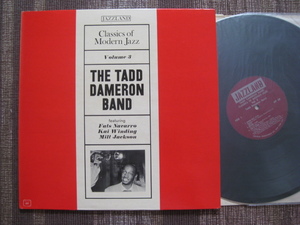 JAZZLAND
Classics of
Modern Jazz
Volume 3
THE TADD
DAMERON
BAND
featuring
Fats Navarro
Kai Winding
Milt Jackson
JAZZLAND